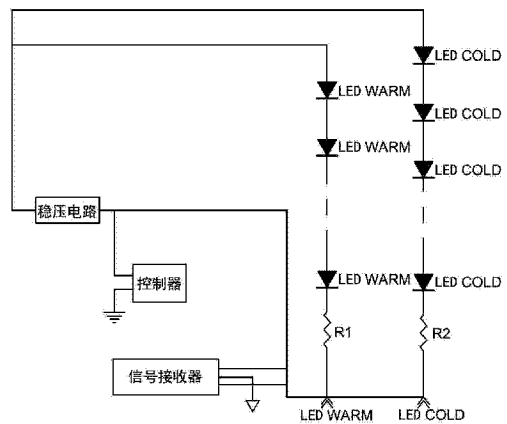 LED COLD
LED WARM
LED COLD
LED WARM
LED COLD
稳压电路
控制器
LED WARM
LED COLD
R1
R2
信号接收器
LED WARM
LED COLD